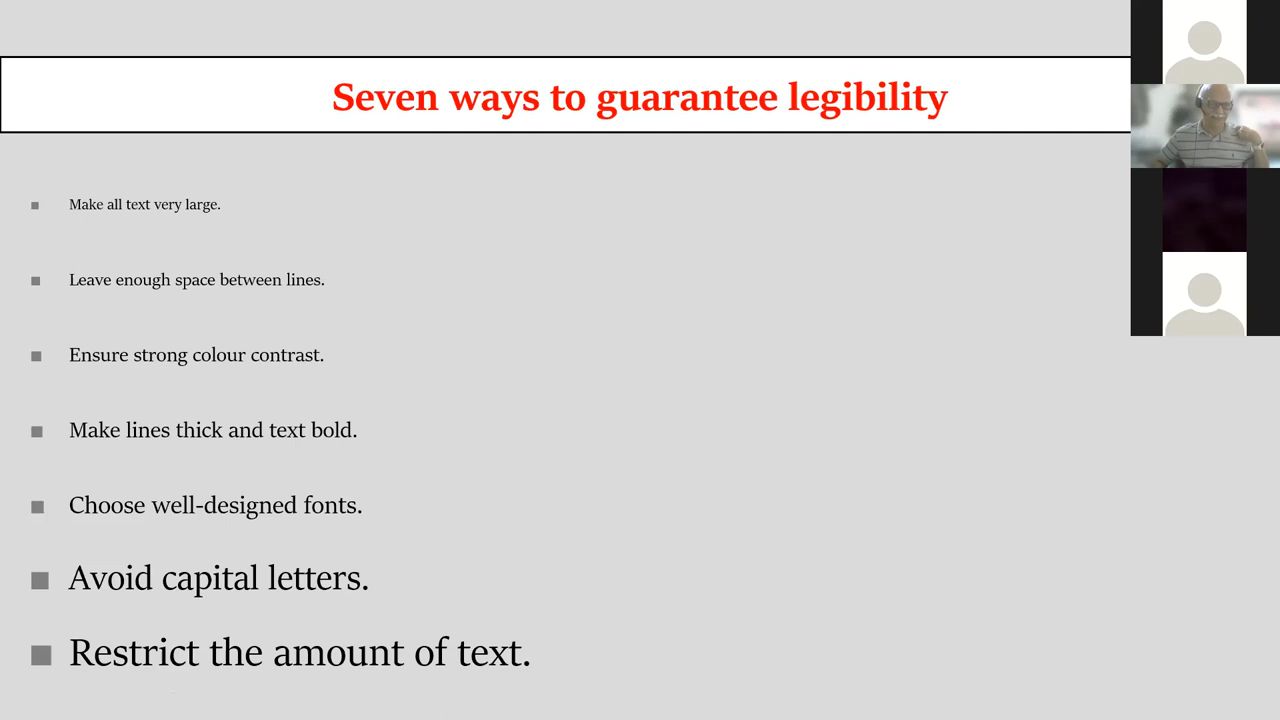 Seven ways to guarantee legibility
Make all text very large.
Leave enough space between lines.
Ensure strong colour contrast.
Make lines thick and text bold.
Choose well-designed fonts.
Avoid capital letters.
Restrict the amount of text.